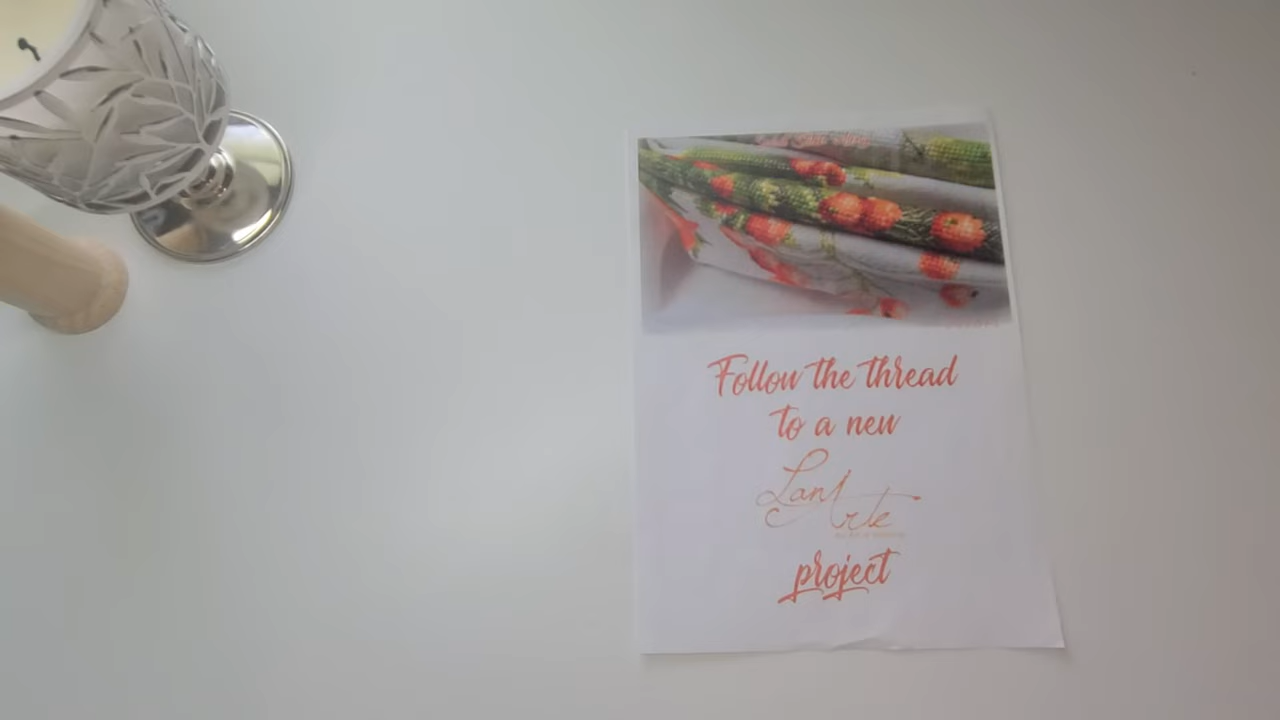 Follow the thread
to a new
LanArte
project